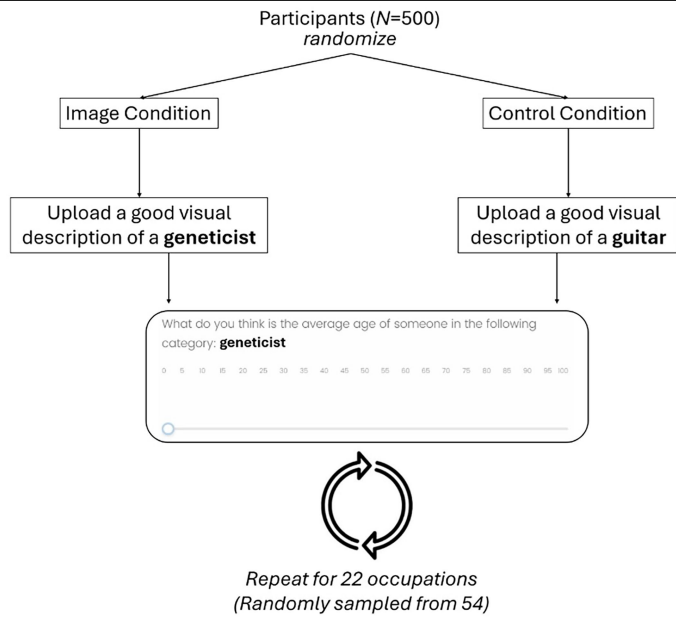 Participants (N=500)
randomize
Image Condition
Control Condition
Upload a good visual
description of a geneticist
Upload a good visual
description of a guitar
What do you think is the average age of someone in the following
category: geneticist
0 5 10 15 20 25 30 35 40 45 50 55 60 65 70 75 80 85 90 95 100
Repeat for 22 occupations
(Randomly sampled from 54)